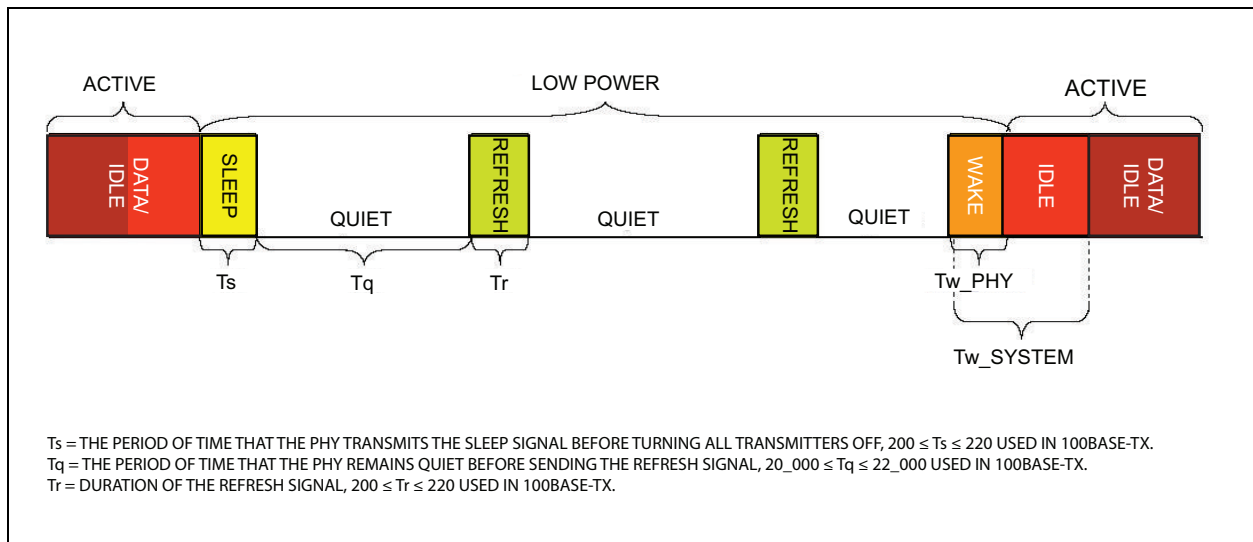 ACTIVE
LOW POWER
ACTIVE
DATA/
IDLE
SLEEP
QUIET
REFRESH
QUIET
REFRESH
QUIET
WAKE
IDLE
DATA/
IDLE
Ts
Tq
Tr
Tw_PHY
Tw_SYSTEM
Ts = THE PERIOD OF TIME THAT THE PHY TRANSMITS THE SLEEP SIGNAL BEFORE TURNING ALL TRANSMITTERS OFF, 200 ≤ Ts ≤ 220 USED IN 100BASE-TX.
Tq = THE PERIOD OF TIME THAT THE PHY REMAINS QUIET BEFORE SENDING THE REFRESH SIGNAL, 20_000 ≤ Tq ≤ 22_000 USED IN 100BASE-TX.
Tr = DURATION OF THE REFRESH SIGNAL, 200 ≤ Tr ≤ 220 USED IN 100BASE-TX.